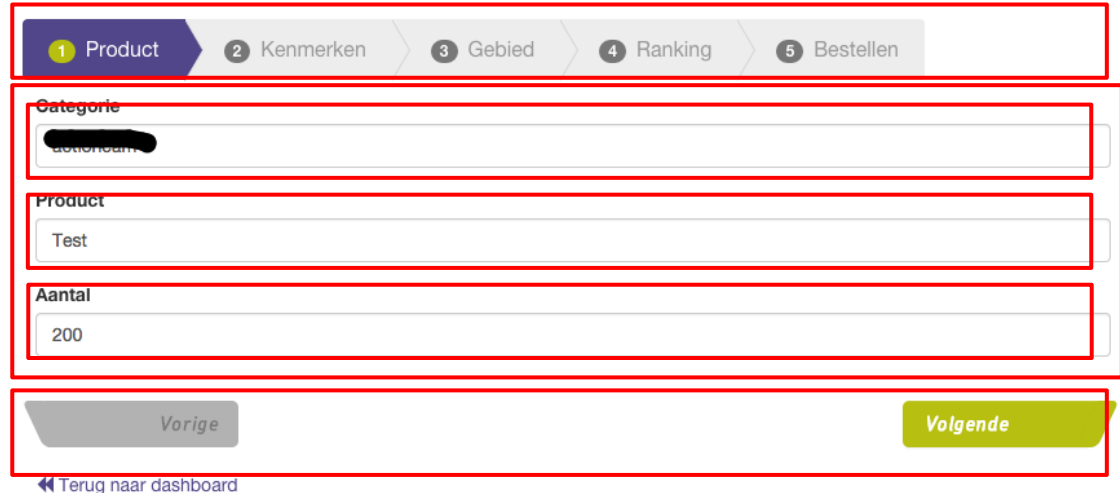 1 Product 2 Kenmerken 3 Gebied 4 Ranking 5 Bestellen
Categorie
Product
Test
Aantal
200
Vorige Volgende
Terug naar dashboard